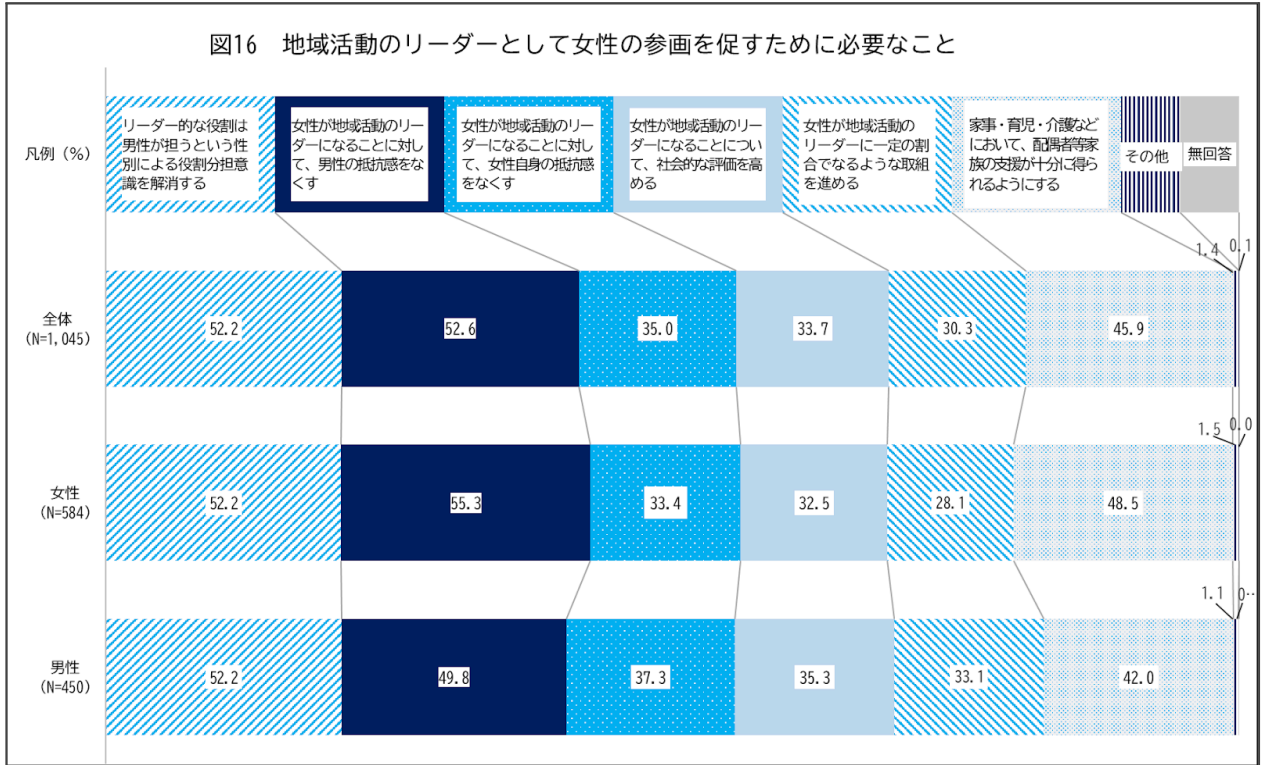 図16　地域活動のリーダーとして女性の参画を促すために必要なこと
凡例（%）
リーダー的な役割は
男性が担うという性
別による役割分担意
識を解消する
女性が地域活動のリー
ダーになることに対し
て、男性の抵抗感をな
くす
女性が地域活動のリー
ダーになることに対し
て、女性自身の抵抗感
をなくす
女性が地域活動のリー
ダーになることについ
て、社会的な評価を高
める
女性が地域活動の
リーダーに一定の割
合でなるような取組
を進める
家事・育児・介護など
において、配偶者等家
族の支援が十分に得ら
れるようにする
その他
無回答
全体
(N=1,045)
52.2
52.6
35.0
33.7
30.3
45.9
1.4
0.1
女性
(N=584)
52.2
55.3
33.4
32.5
28.1
48.5
1.5
0.0
男性
(N=450)
52.2
49.8
37.3
35.3
33.1
42.0
1.1
0…